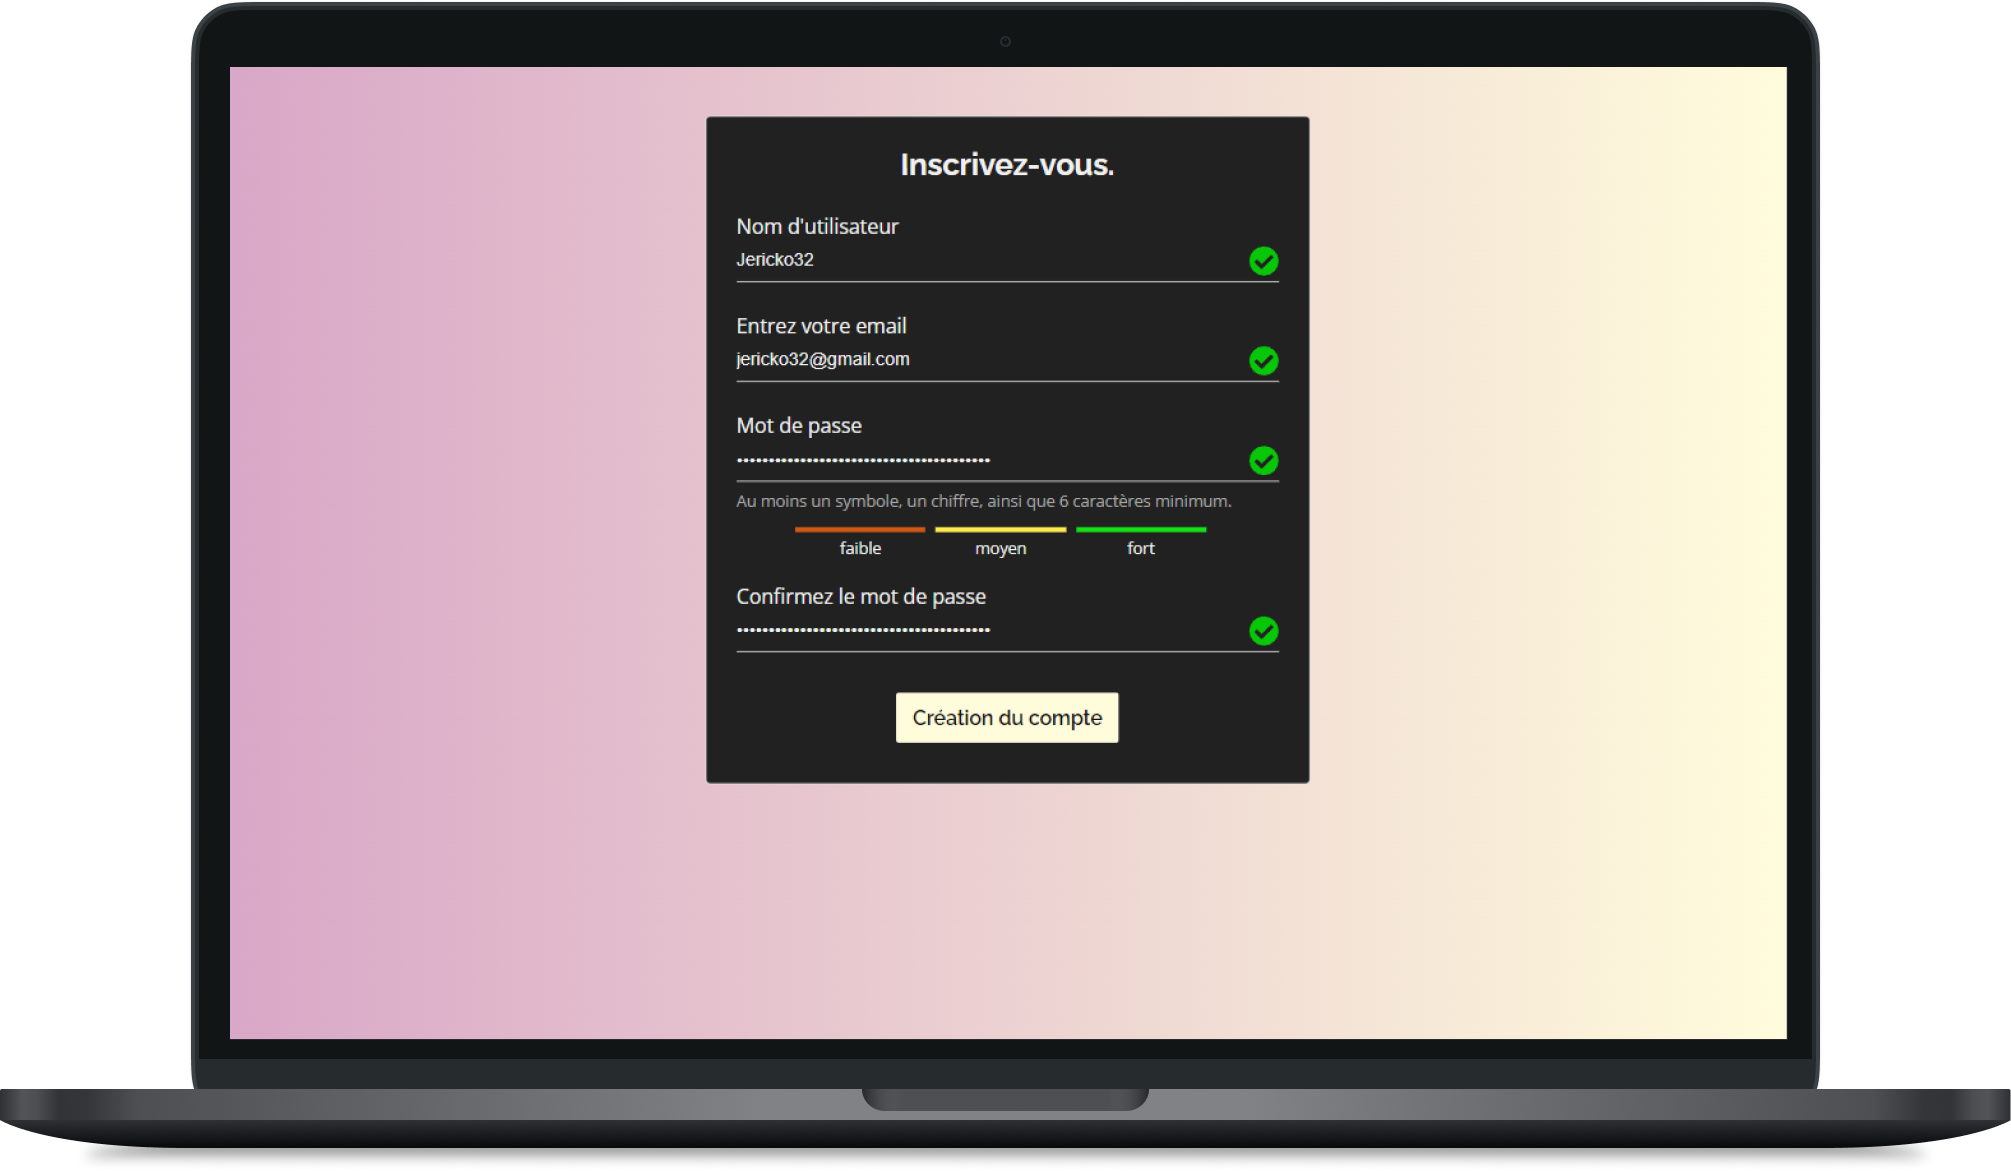 Inscrivez-vous.
Nom d'utilisateur
Jericko32
Entrez votre email
jericko32@gmail.com
Mot de passe
••••••••••••••••••••••••••••••••••••••••
Au moins un symbole, un chiffre, ainsi que 6 caractères minimum.
faible moyen fort
Confirmez le mot de passe
••••••••••••••••••••••••••••••••••••••••
Création du compte